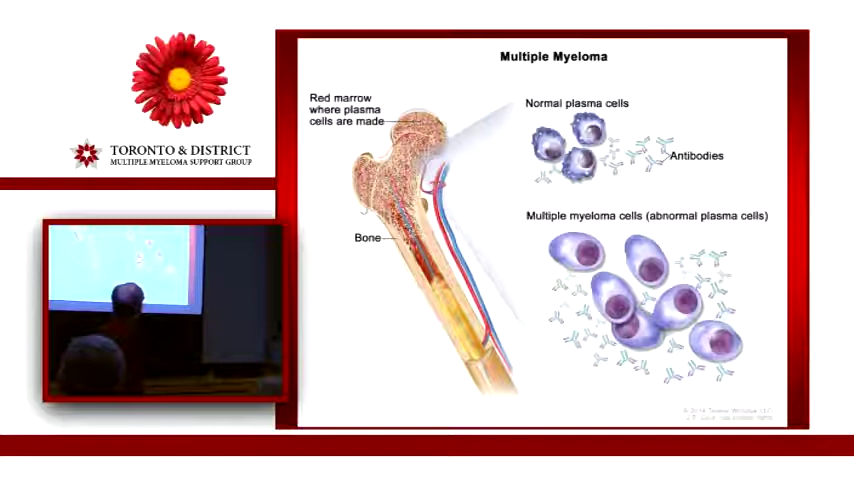 Multiple Myeloma
Red marrow
where plasma
cells are made
Normal plasma cells
Antibodies
TORONTO & DISTRICT
MULTIPLE MYELOMA SUPPORT GROUP
Multiple myeloma cells (abnormal plasma cells)
Bone